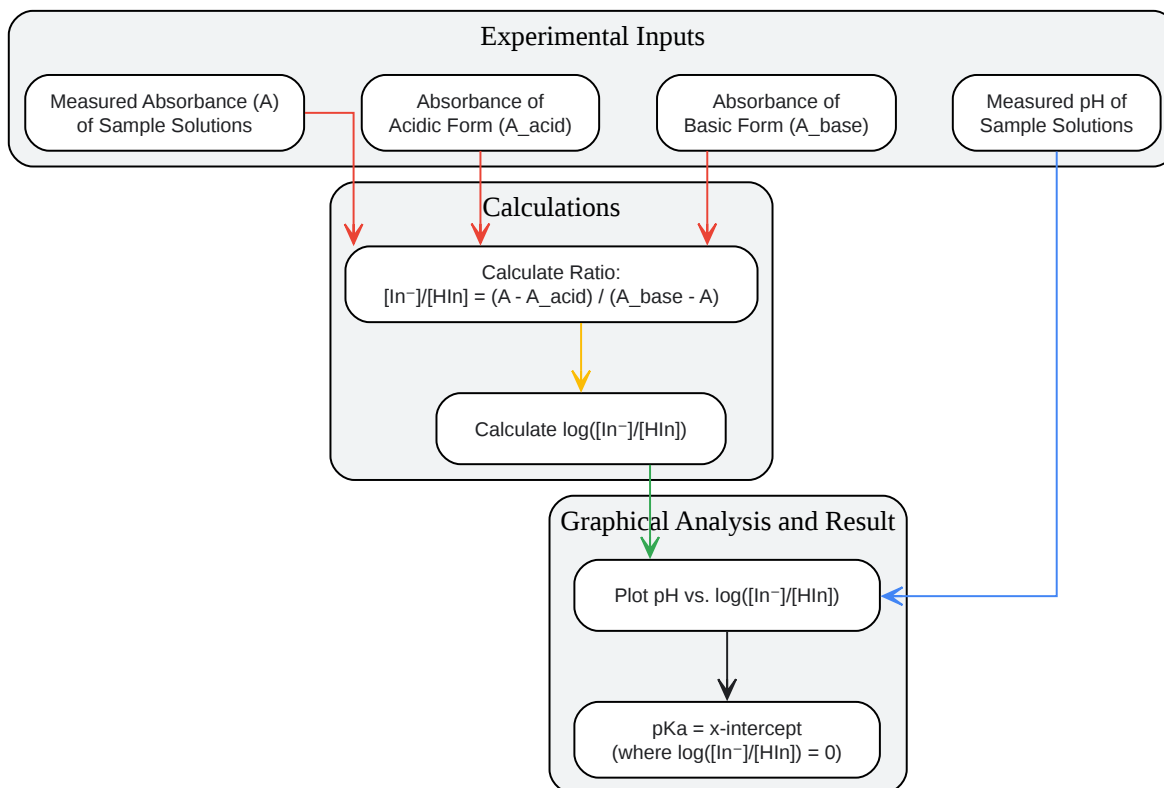 Experimental Inputs
Measured Absorbance (A)
of Sample Solutions
Absorbance of
Acidic Form (A_acid)
Absorbance of
Basic Form (A_base)
Measured pH of
Sample Solutions
Calculations
Calculate Ratio:
[In⁻]/[HIn] = (A - A_acid) / (A_base - A)
Calculate log([In⁻]/[HIn])
Graphical Analysis and Result
Plot pH vs. log([In⁻]/[HIn])
pKa = x-intercept
(where log([In⁻]/[HIn]) = 0)